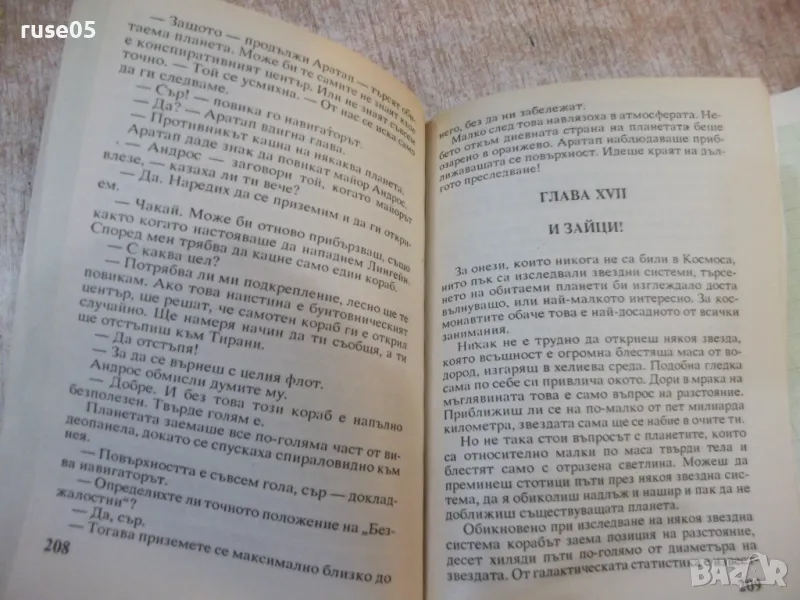 ruse05
— Защото — продължи Аратап — търсят оби-
таема планета. Може би те самите не знаят къде
е конспиративният център. Или не знаят съвсем
точно. — Той се усмихна. — От нас се иска само
да ги следваме.
— Сър! — повика го навигаторът.
— Да? — Аратап вдигна глава.
— Противникът кацна на някаква планета.
Аратап даде знак да повикат майор Андрос.
— Андрос — заговори той, когато майорът
влезе, — казаха ли ти вече?
— Да. Наредих да се приземим и да ги откра-
ем.
— Чакай. Може би отново прибързваш, също
както когато настояваше да нападнем Лингейн.
Според мен трябва да кацне само един кораб.
— С каква цел?
— Потрябва ли ми подкрепление, лесно ще те
повикам. Ако това наистина е бунтовническият
център, ще решат, че самотен кораб ги е открил
случайно. Ще намеря начин да ти съобщя, а ти
ще отстъпиш към Тирани.
— Да отстъпя!
— За да се върнеш с целия флот.
Андрос обмисли думите му.
— Добре. И без това този кораб е напълно
безполезен. Твърде голям е.
Планетата заемаше все по-голяма част от ви-
деопанела, докато се спускаха спираловидно към
нея.
— Повърхността е съвсем гола, сър — доклад-
ва навигаторът.
— Определихте ли точното положение на „Без-
жалостни“?
— Да, сър.
— Тогава приземете се максимално близко до
208
него, без да ни забележат.
Малко след това навлязоха в атмосферата. Не-
бето откъм дневната страна на планетата беше
озарено в оранжево. Аратап наблюдаваше приб-
лижаващата се повърхност. Идеше краят на дъл-
гото преследване!
ГЛАВА XVII
И ЗАЙЦИ!
За онези, които никога не са били в Космоса,
нито пък са изследвали звездни системи, търсе-
нето на обитаеми планети би изглеждало доста
вълнуващо, или най-малкото интересно. За кос-
монавтите обаче това е най-досадното от всички
занимания.
Никак не е трудно да откриеш някоя звезда,
която всъщност е огромна блестяща маса от во-
дород, изгарящ в хелиева среда. Подобна гледка
сама по себе си привлича окото. Дори в мрака на
мъглявината това е само въпрос на разстояние.
Приближиш ли се на по-малко от пет милиарда
километра, звездата сама ще се набие в очите ти.
Но не така стои въпросът с планетите, които
са относително малки по маса твърди тела и
блестят само с отразена светлина. Можеш да
преминеш стотици пъти през някоя звездна сис-
тема, да я обиколиш надлъж и нашир и пак да не
доближиш съществуващата планета.
Обикновено при изследване на някоя звездна
система корабът заема позиция на разстояние,
десет хиляди пъти по-голямо от диаметъра на
звездата. От галактическата статистика е
209
BAZAR